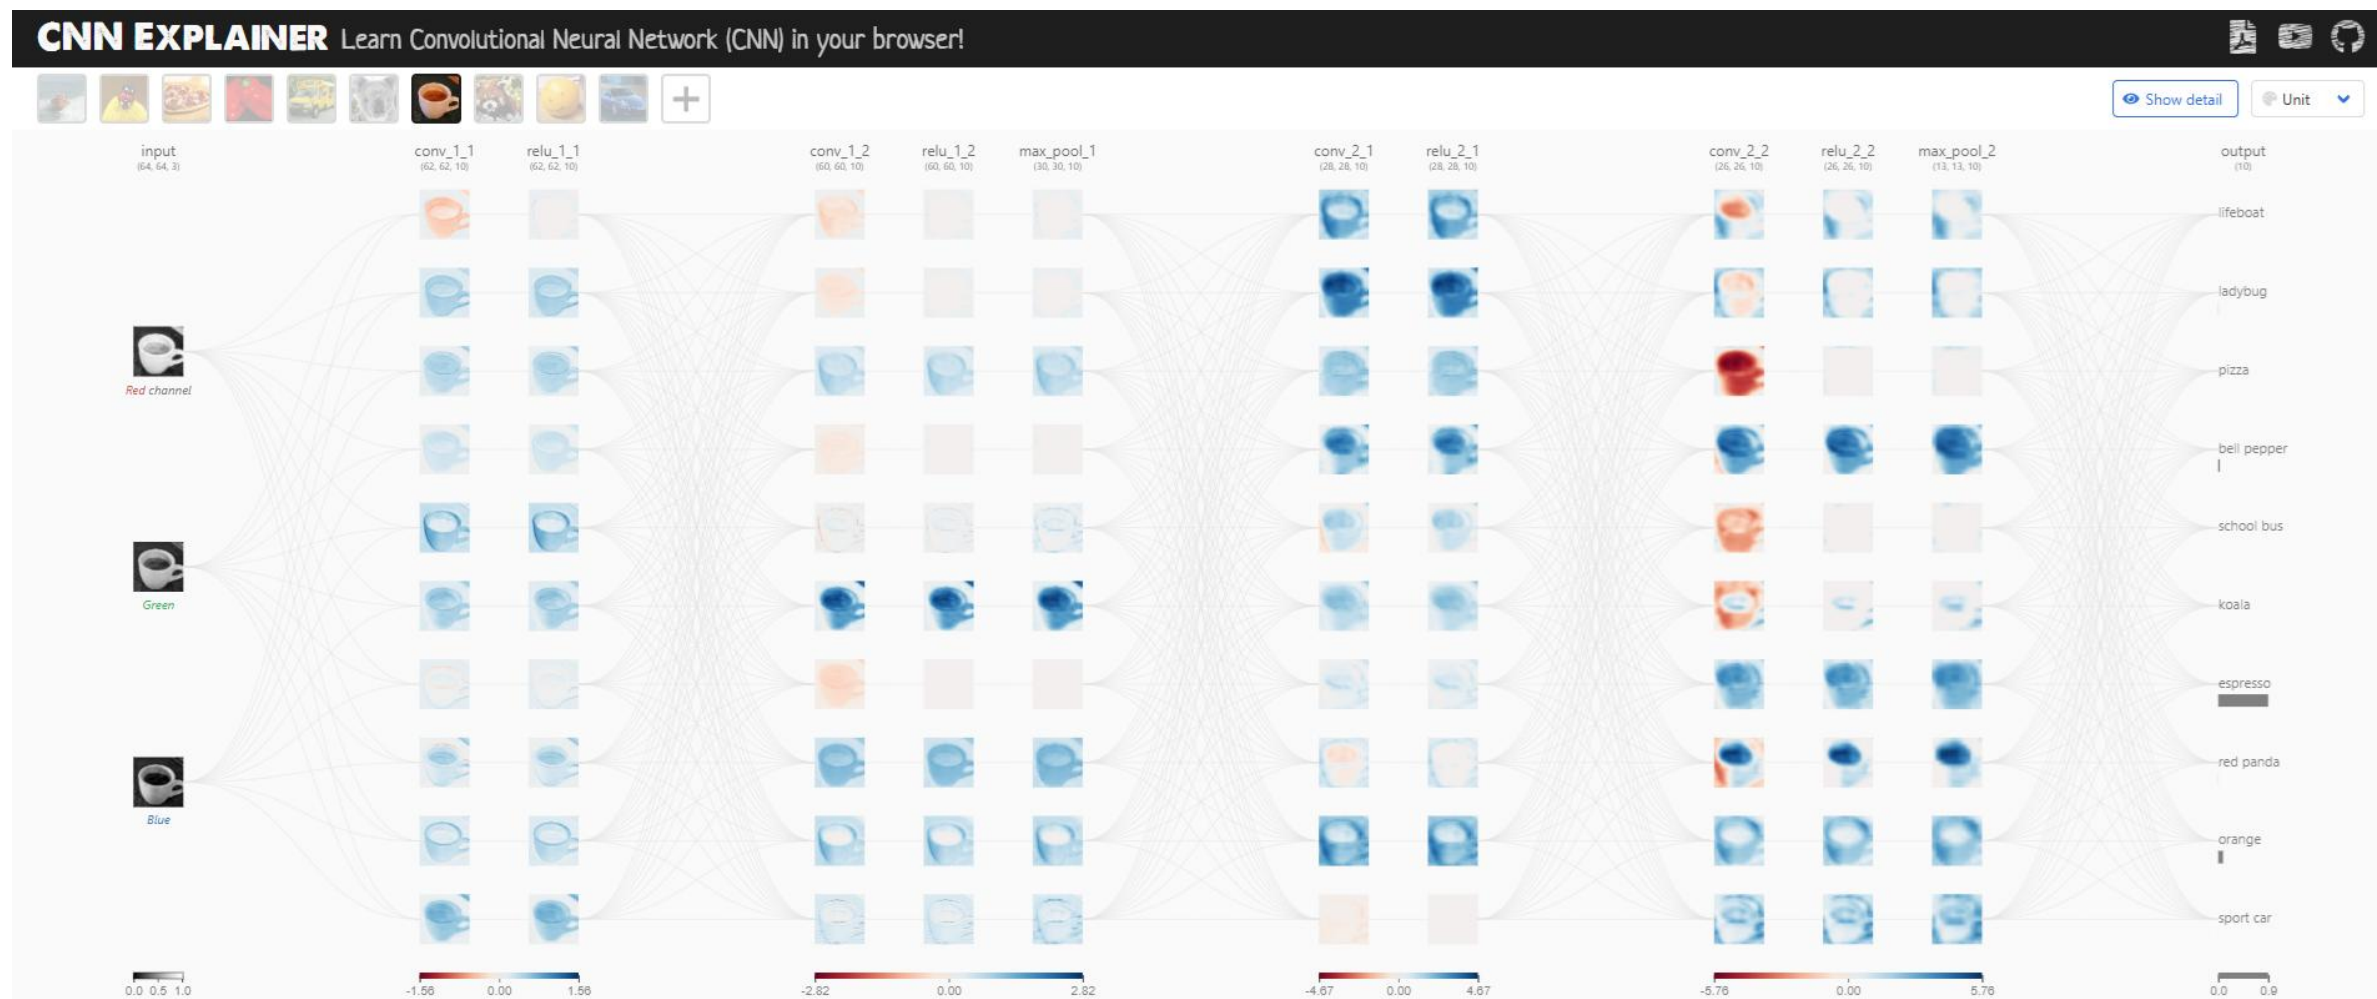 CNN EXPLAINER Learn Convolutional Neural Network (CNN) in your browser!
Show detail
Unit
input conv_1_1 relu_1_1 conv_1_2 relu_1_2 max_pool_1 conv_2_1 relu_2_1 conv_2_2 relu_2_2 max_pool_2 output
(64, 64, 3) (62, 62, 10) (62, 62, 10) (60, 60, 10) (60, 60, 10) (30, 30, 10) (28, 28, 10) (28, 28, 10) (26, 26, 10) (26, 26, 10) (13, 13, 10) (10)
lifeboat
ladybug
pizza
Red channel
bell pepper
school bus
Green
koala
espresso
red panda
Blue
orange
sport car
0.0 0.5 1.0 -1.56 0.00 1.56 -2.82 0.00 2.82 -4.67 0.00 4.67 -5.76 0.00 5.76 0.0 0.9